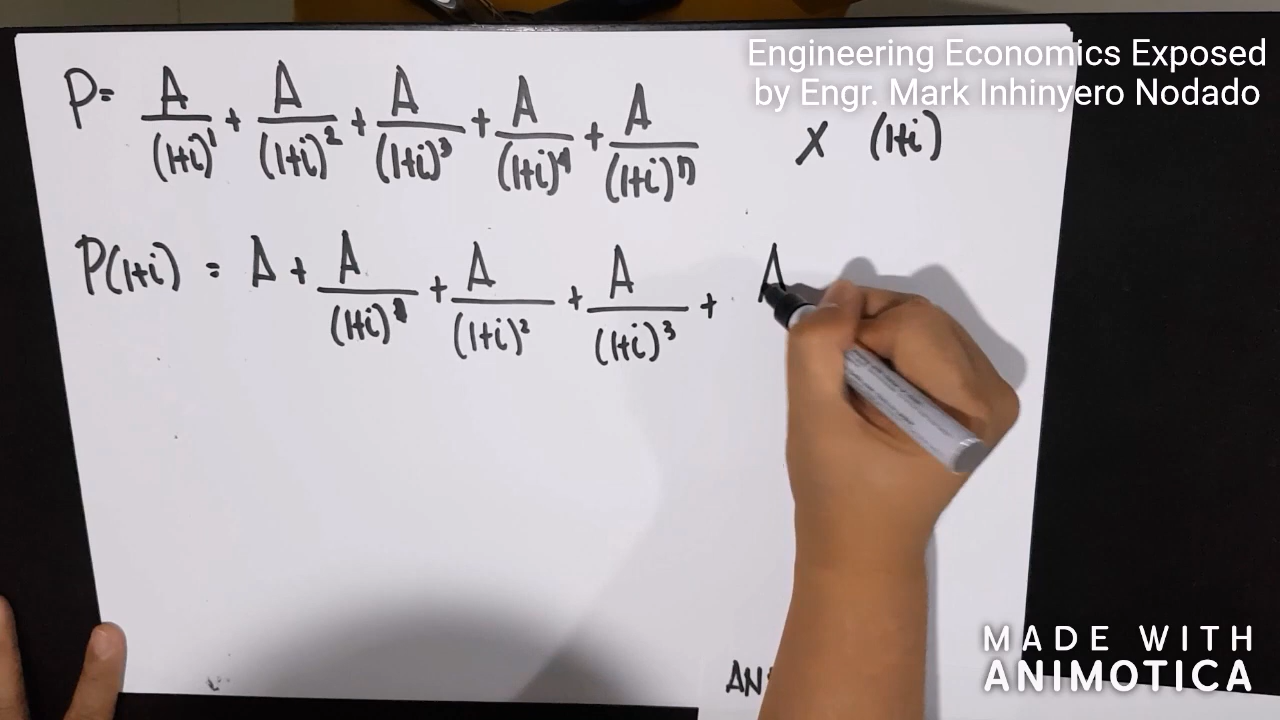 Engineering Economics Exposed
by Engr. Mark Inhinyero Nodado
P= A/(1+i)^1 + A/(1+i)^2 + A/(1+i)^3 + A/(1+i)^4 + A/(1+i)^n X (1+i)
P(1+i) = A + A/(1+i)^1 + A/(1+i)^2 + A/(1+i)^3 + A
MADE WITH
ANIMOTICA